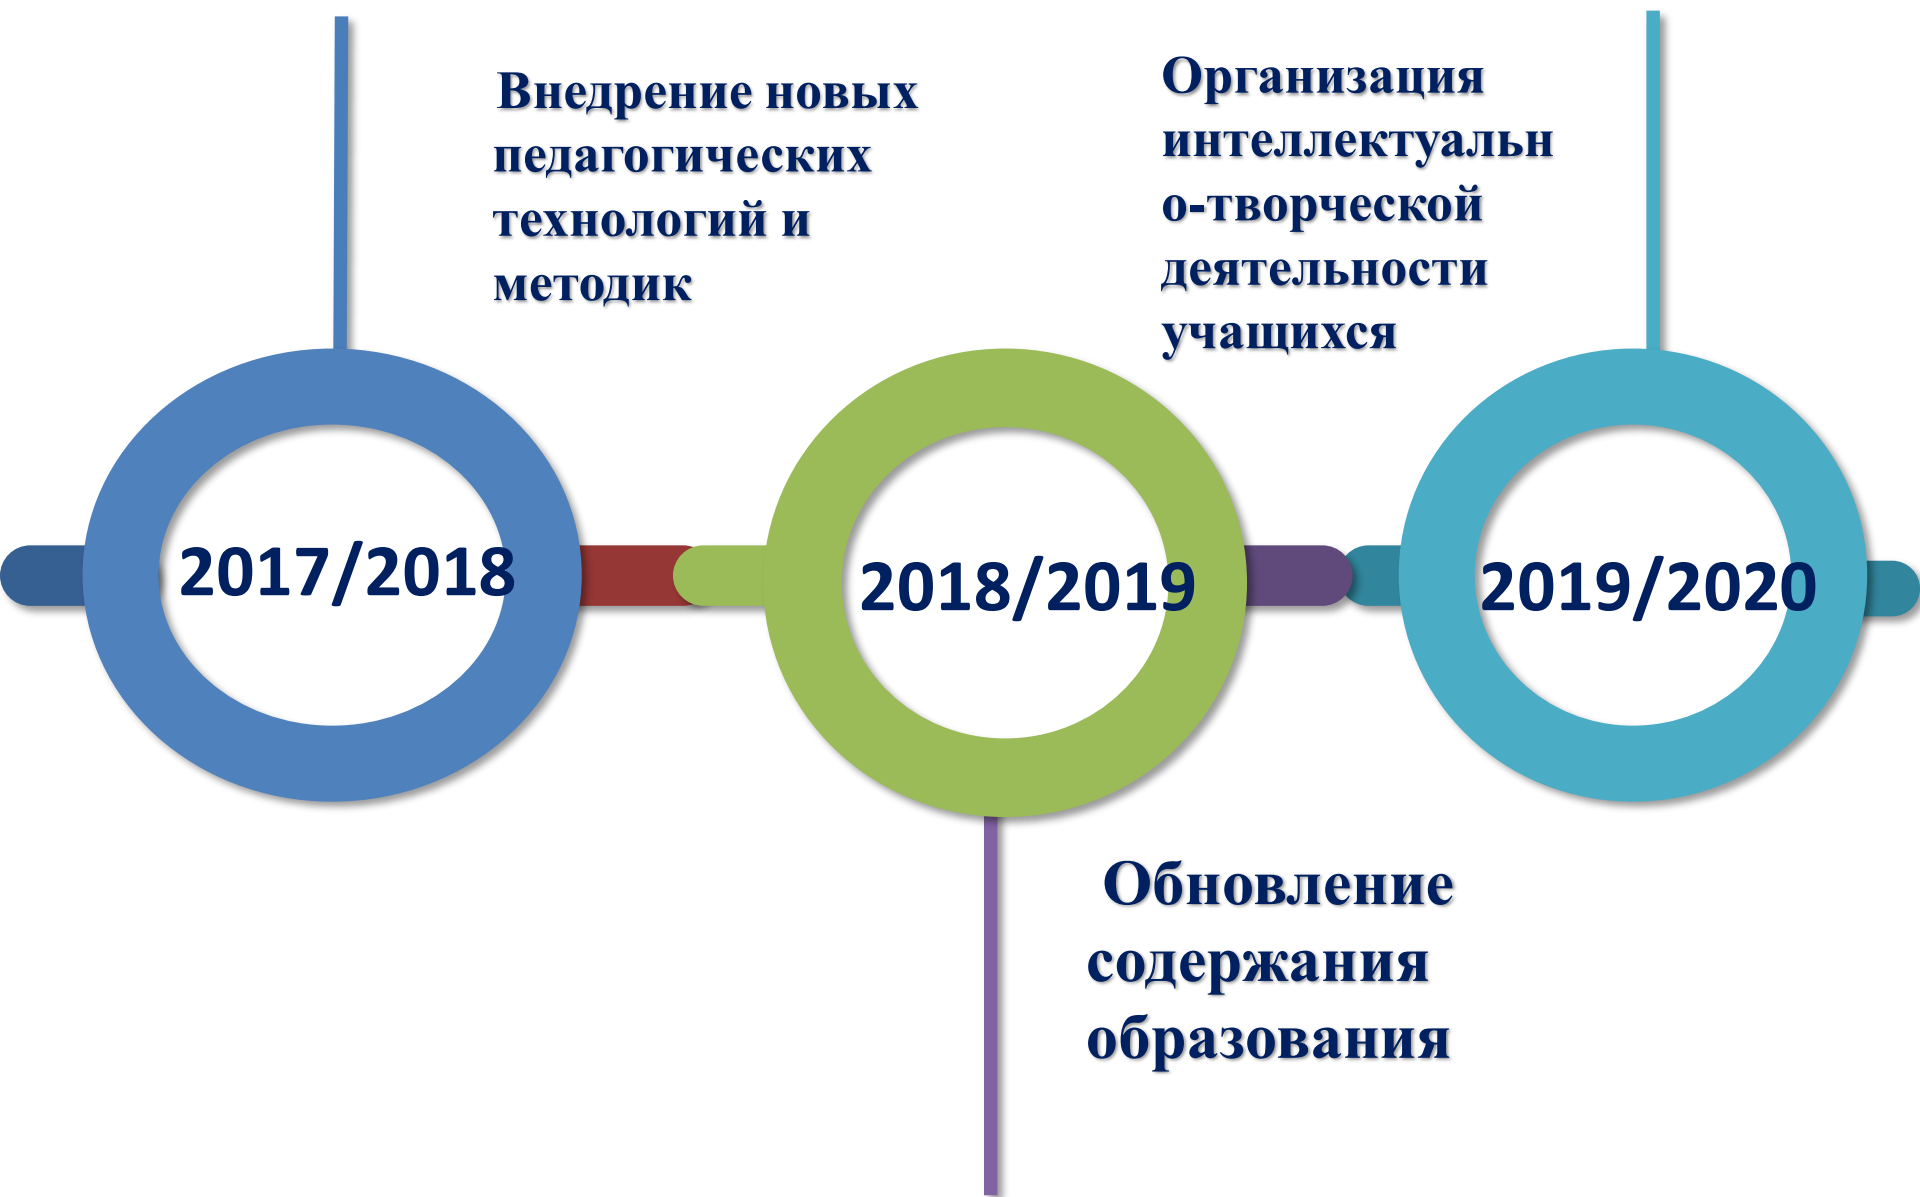 Внедрение новых
педагогических
технологий и
методик
Организация
интеллектуальн
о-творческой
деятельности
учащихся
2017/2018
2018/2019
2019/2020
Обновление
содержания
образования